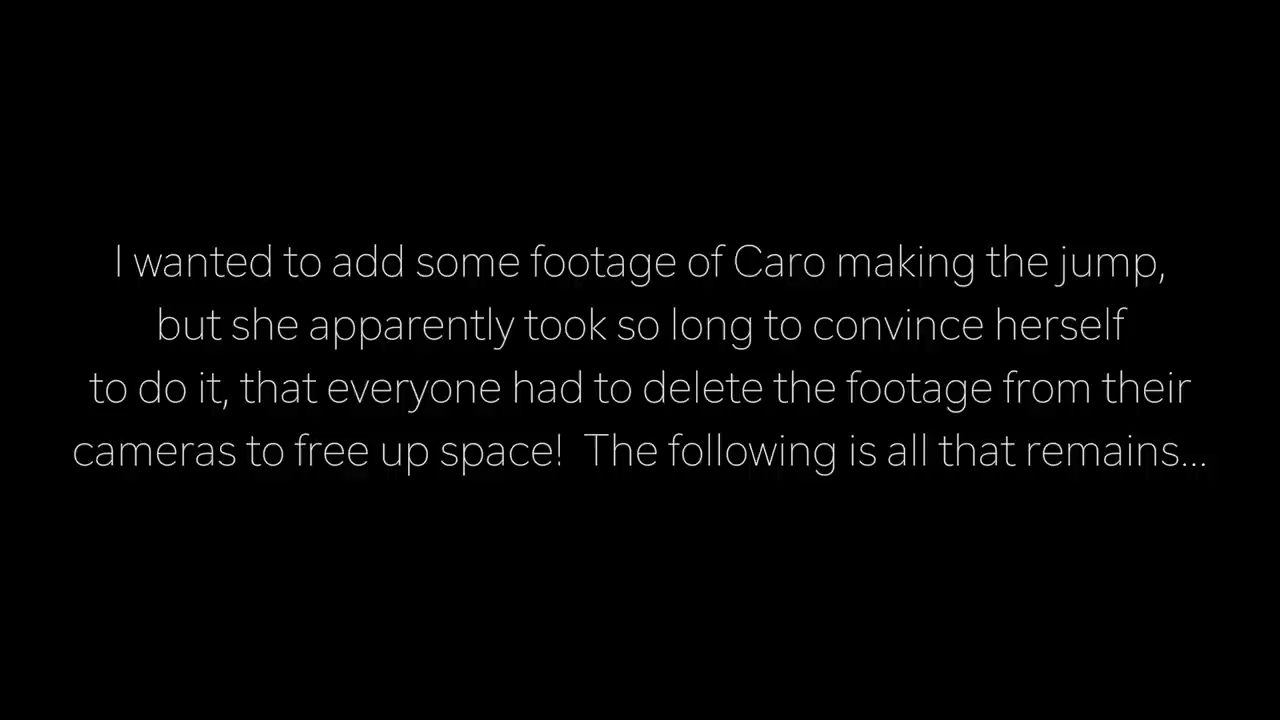 I wanted to add some footage of Caro making the jump,
but she apparently took so long to convince herself
to do it, that everyone had to delete the footage from their
cameras to free up space!  The following is all that remains...